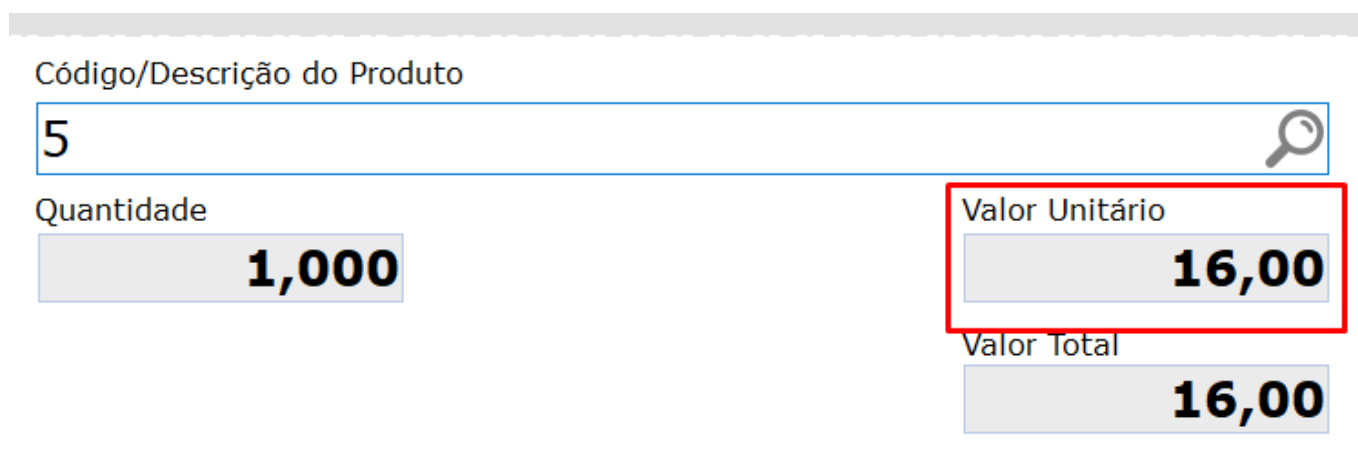 Código/Descrição do Produto
5
Quantidade
Valor Unitário
1,000
16,00
Valor Total
16,00